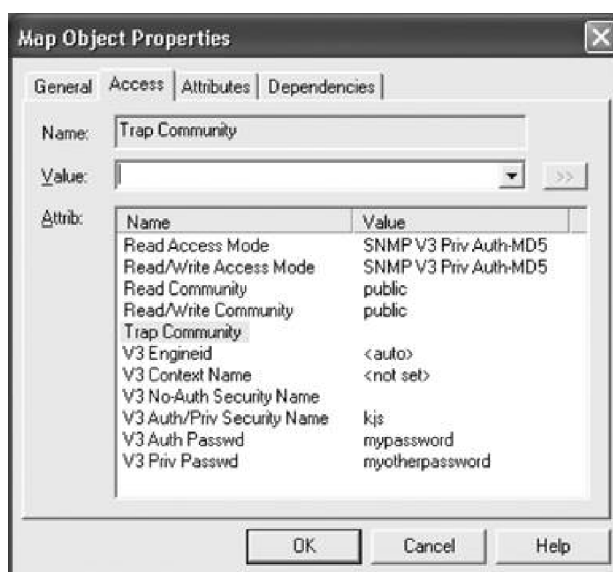 Map Object Properties
General Access Attributes Dependencies
Name: Trap Community
Value: >>
Attrib: Name Value
Read Access Mode SNMP V3 Priv Auth-MD5
Read/Write Access Mode SNMP V3 Priv Auth-MD5
Read Community public
Read/Write Community public
Trap Community
V3 Engineid <auto>
V3 Context Name <not set>
V3 No-Auth Security Name
V3 Auth/Priv Security Name kjs
V3 Auth Passwd mypassword
V3 Priv Passwd myotherpassword
OK Cancel Help